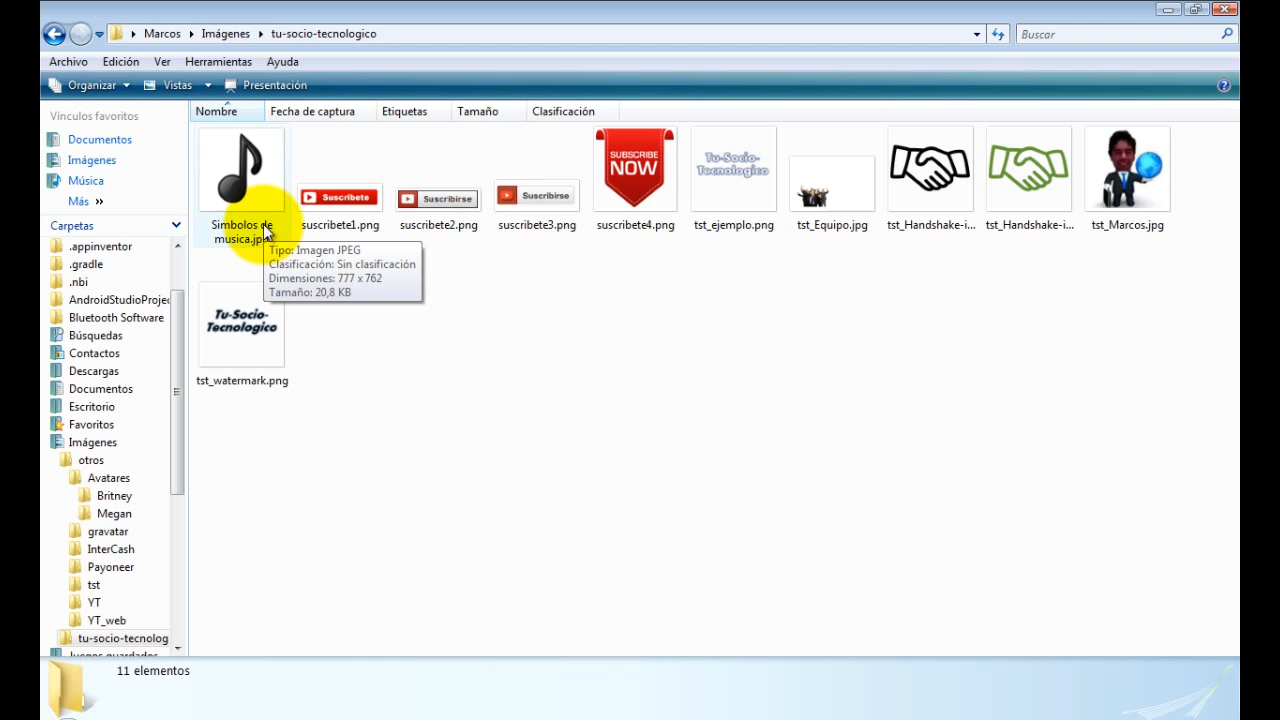 Marcos Imágenes tu-socio-tecnologico
Buscar
Archivo Edición Ver Herramientas Ayuda
Organizar Vistas Presentación
Vínculos favoritos
Documentos
Imágenes
Música
Más »
Carpetas
.appinventor
.gradle
.nbi
AndroidStudioProjec
Bluetooth Software
Búsquedas
Contactos
Descargas
Documentos
Escritorio
Favoritos
Imágenes
otros
Avatares
Britney
Megan
gravatar
InterCash
Payoneer
tst
YT
YT_web
tu-socio-tecnolog
Juegos guardados
Nombre Fecha de captura Etiquetas Tamaño Clasificación
Suscribete
Suscribirse
Suscribirse
SUBSCRIBE
NOW
Tu-Socio-
Tecnologico
Simbolos de
musica.jpg
suscribete1.png
suscribete2.png
suscribete3.png
suscribete4.png
tst_ejemplo.png
tst_Equipo.jpg
tst_Handshake-i...
tst_Handshake-i...
tst_Marcos.jpg
Tipo: Imagen JPEG
Clasificación: Sin clasificación
Dimensiones: 777 x 762
Tamaño: 20,8 KB
Tu-Socio-
Tecnologico
tst_watermark.png
11 elementos